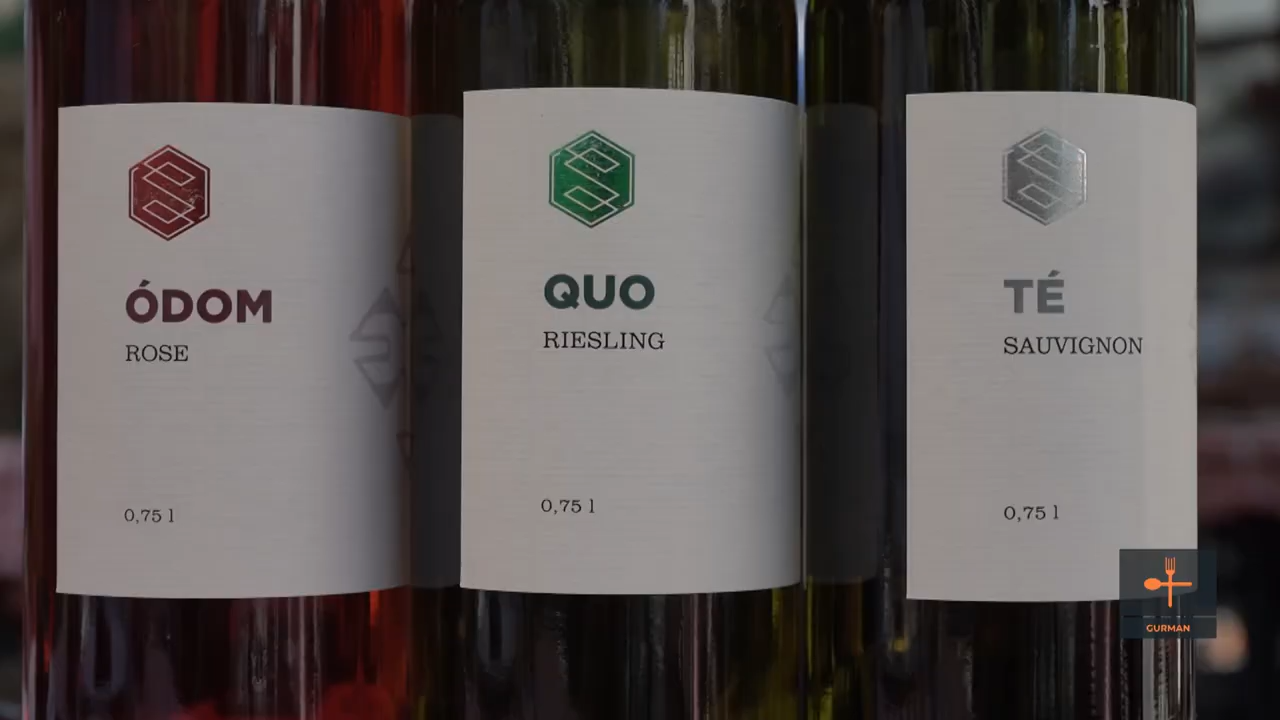 ÓDOM
ROSE
0,75 l
QUO
RIESLING
0,75 l
TÉ
SAUVIGNON
0,75 l
GURMAN